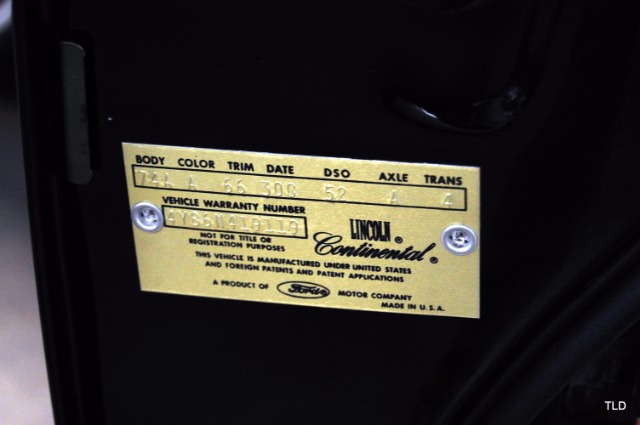 BODY COLOR TRIM DATE DSO AXLE TRANS
74A A 66 30S 52 A 4
VEHICLE WARRANTY NUMBER
4Y86N410119
NOT FOR TITLE OR
REGISTRATION PURPOSES
LINCOLN ®
Continental ®
THIS VEHICLE IS MANUFACTURED UNDER UNITED STATES
AND FOREIGN PATENTS AND PATENT APPLICATIONS
A PRODUCT OF Ford MOTOR COMPANY
MADE IN U.S.A.
TLD